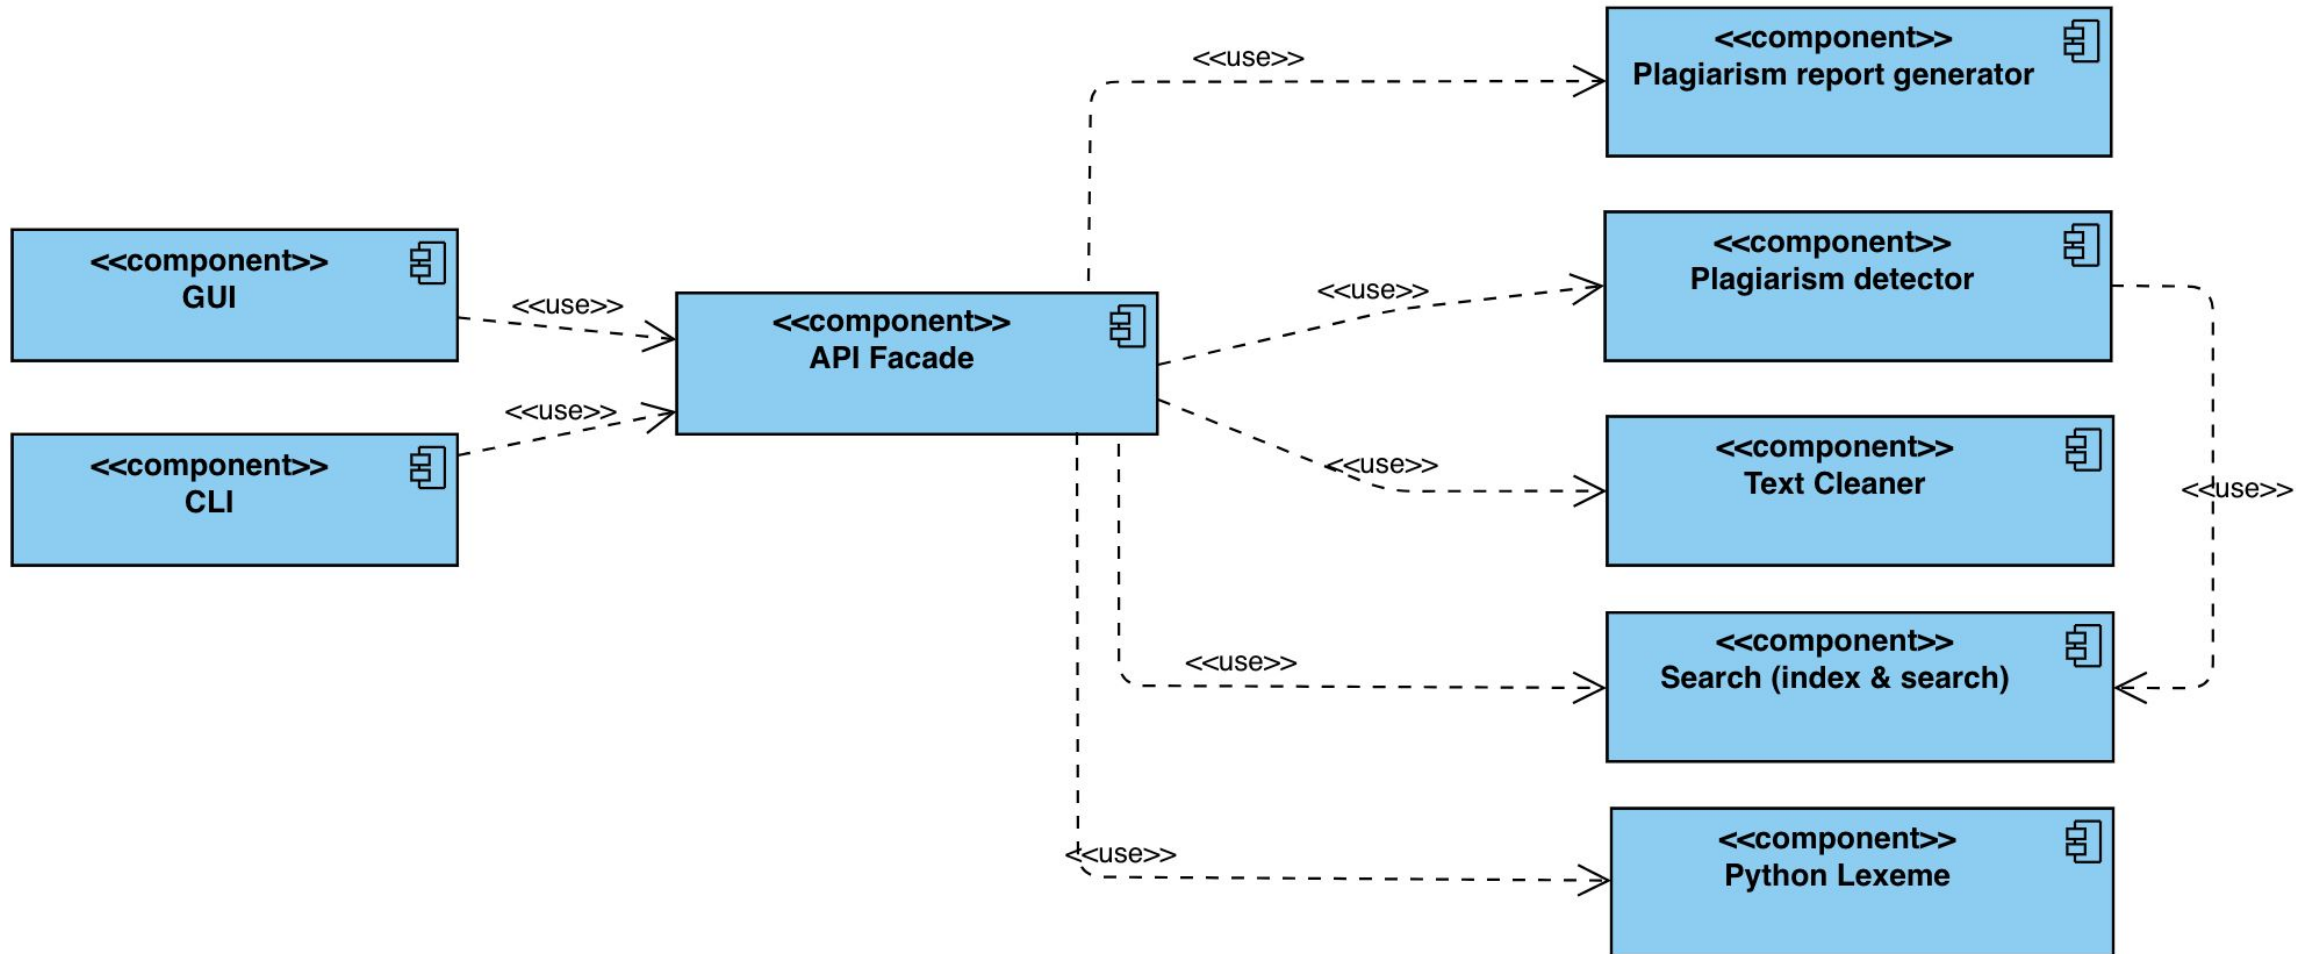 <<component>>
GUI
<<component>>
CLI
<<use>>
<<use>>
<<component>>
API Facade
<<use>>
<<use>>
<<use>>
<<use>>
<<use>>
<<component>>
Plagiarism report generator
<<component>>
Plagiarism detector
<<component>>
Text Cleaner
<<component>>
Search (index & search)
<<component>>
Python Lexeme
<<use>>